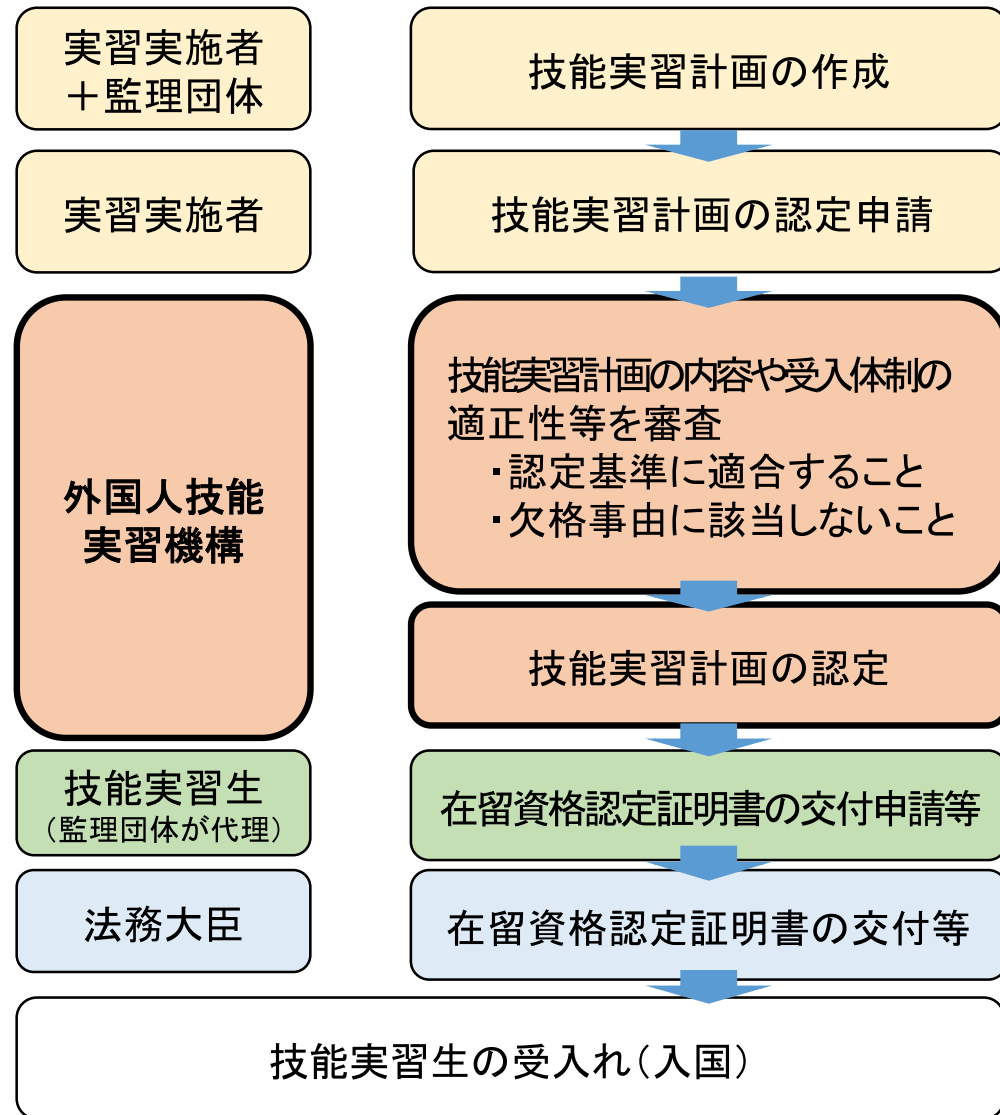 実習実施者
＋監理団体
技能実習計画の作成
実習実施者
技能実習計画の認定申請
外国人技能
実習機構
技能実習計画の内容や受入体制の
適正性等を審査
・認定基準に適合すること
・欠格事由に該当しないこと
技能実習計画の認定
技能実習生
（監理団体が代理）
在留資格認定証明書の交付申請等
法務大臣
在留資格認定証明書の交付等
技能実習生の受入れ（入国）